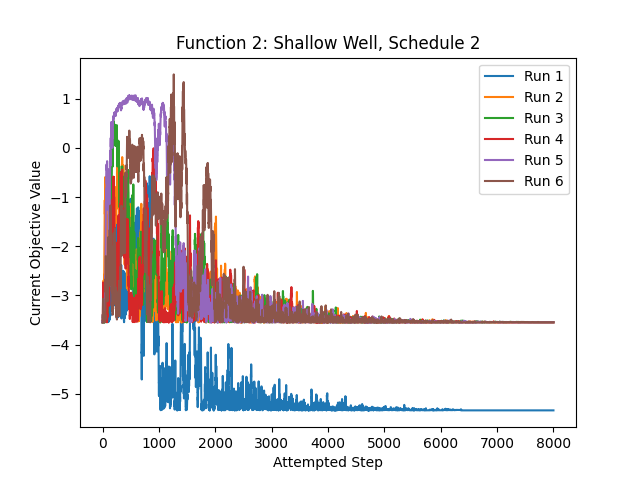 Function 2: Shallow Well, Schedule 2
Run 1
Run 2
Run 3
Run 4
Run 5
Run 6
1
0
−1
−2
−3
−4
−5
Current Objective Value
0
1000
2000
3000
4000
5000
6000
7000
8000
Attempted Step